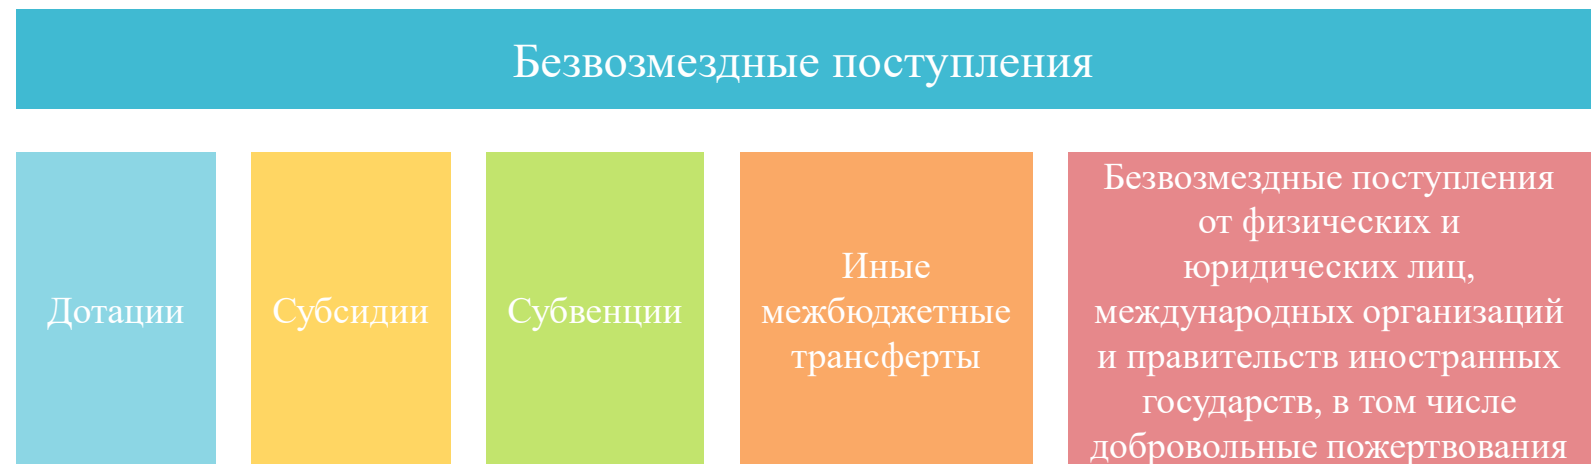 Безвозмездные поступления
Дотации
Субсидии
Субвенции
Иные
межбюджетные
трансферты
Безвозмездные поступления
от физических и
юридических лиц,
международных организаций
и правительств иностранных
государств, в том числе
добровольные пожертвования